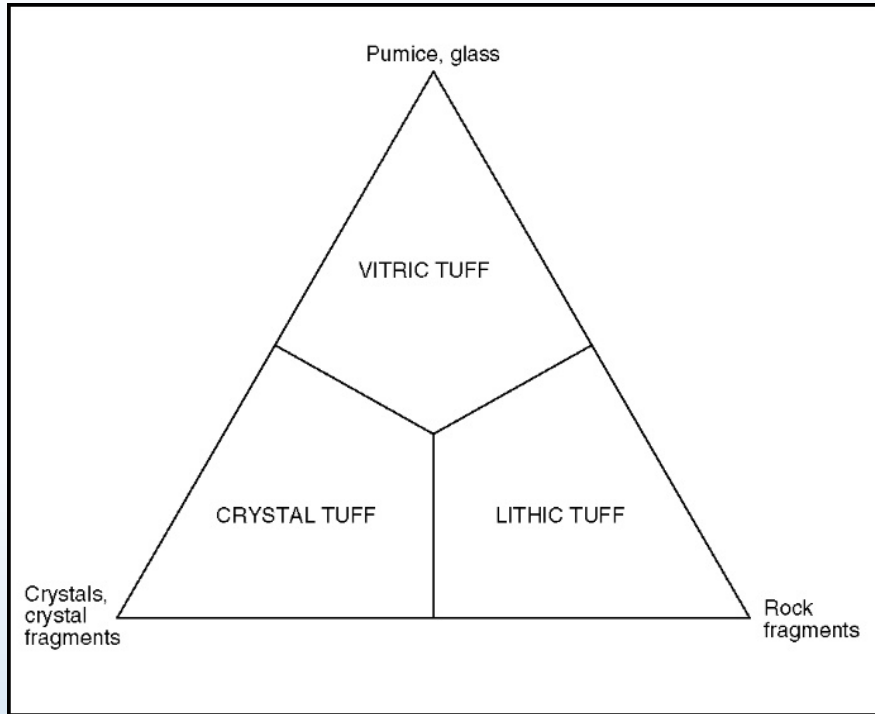 Pumice, glass
VITRIC TUFF
CRYSTAL TUFF
LITHIC TUFF
Crystals,
crystal
fragments
Rock
fragments